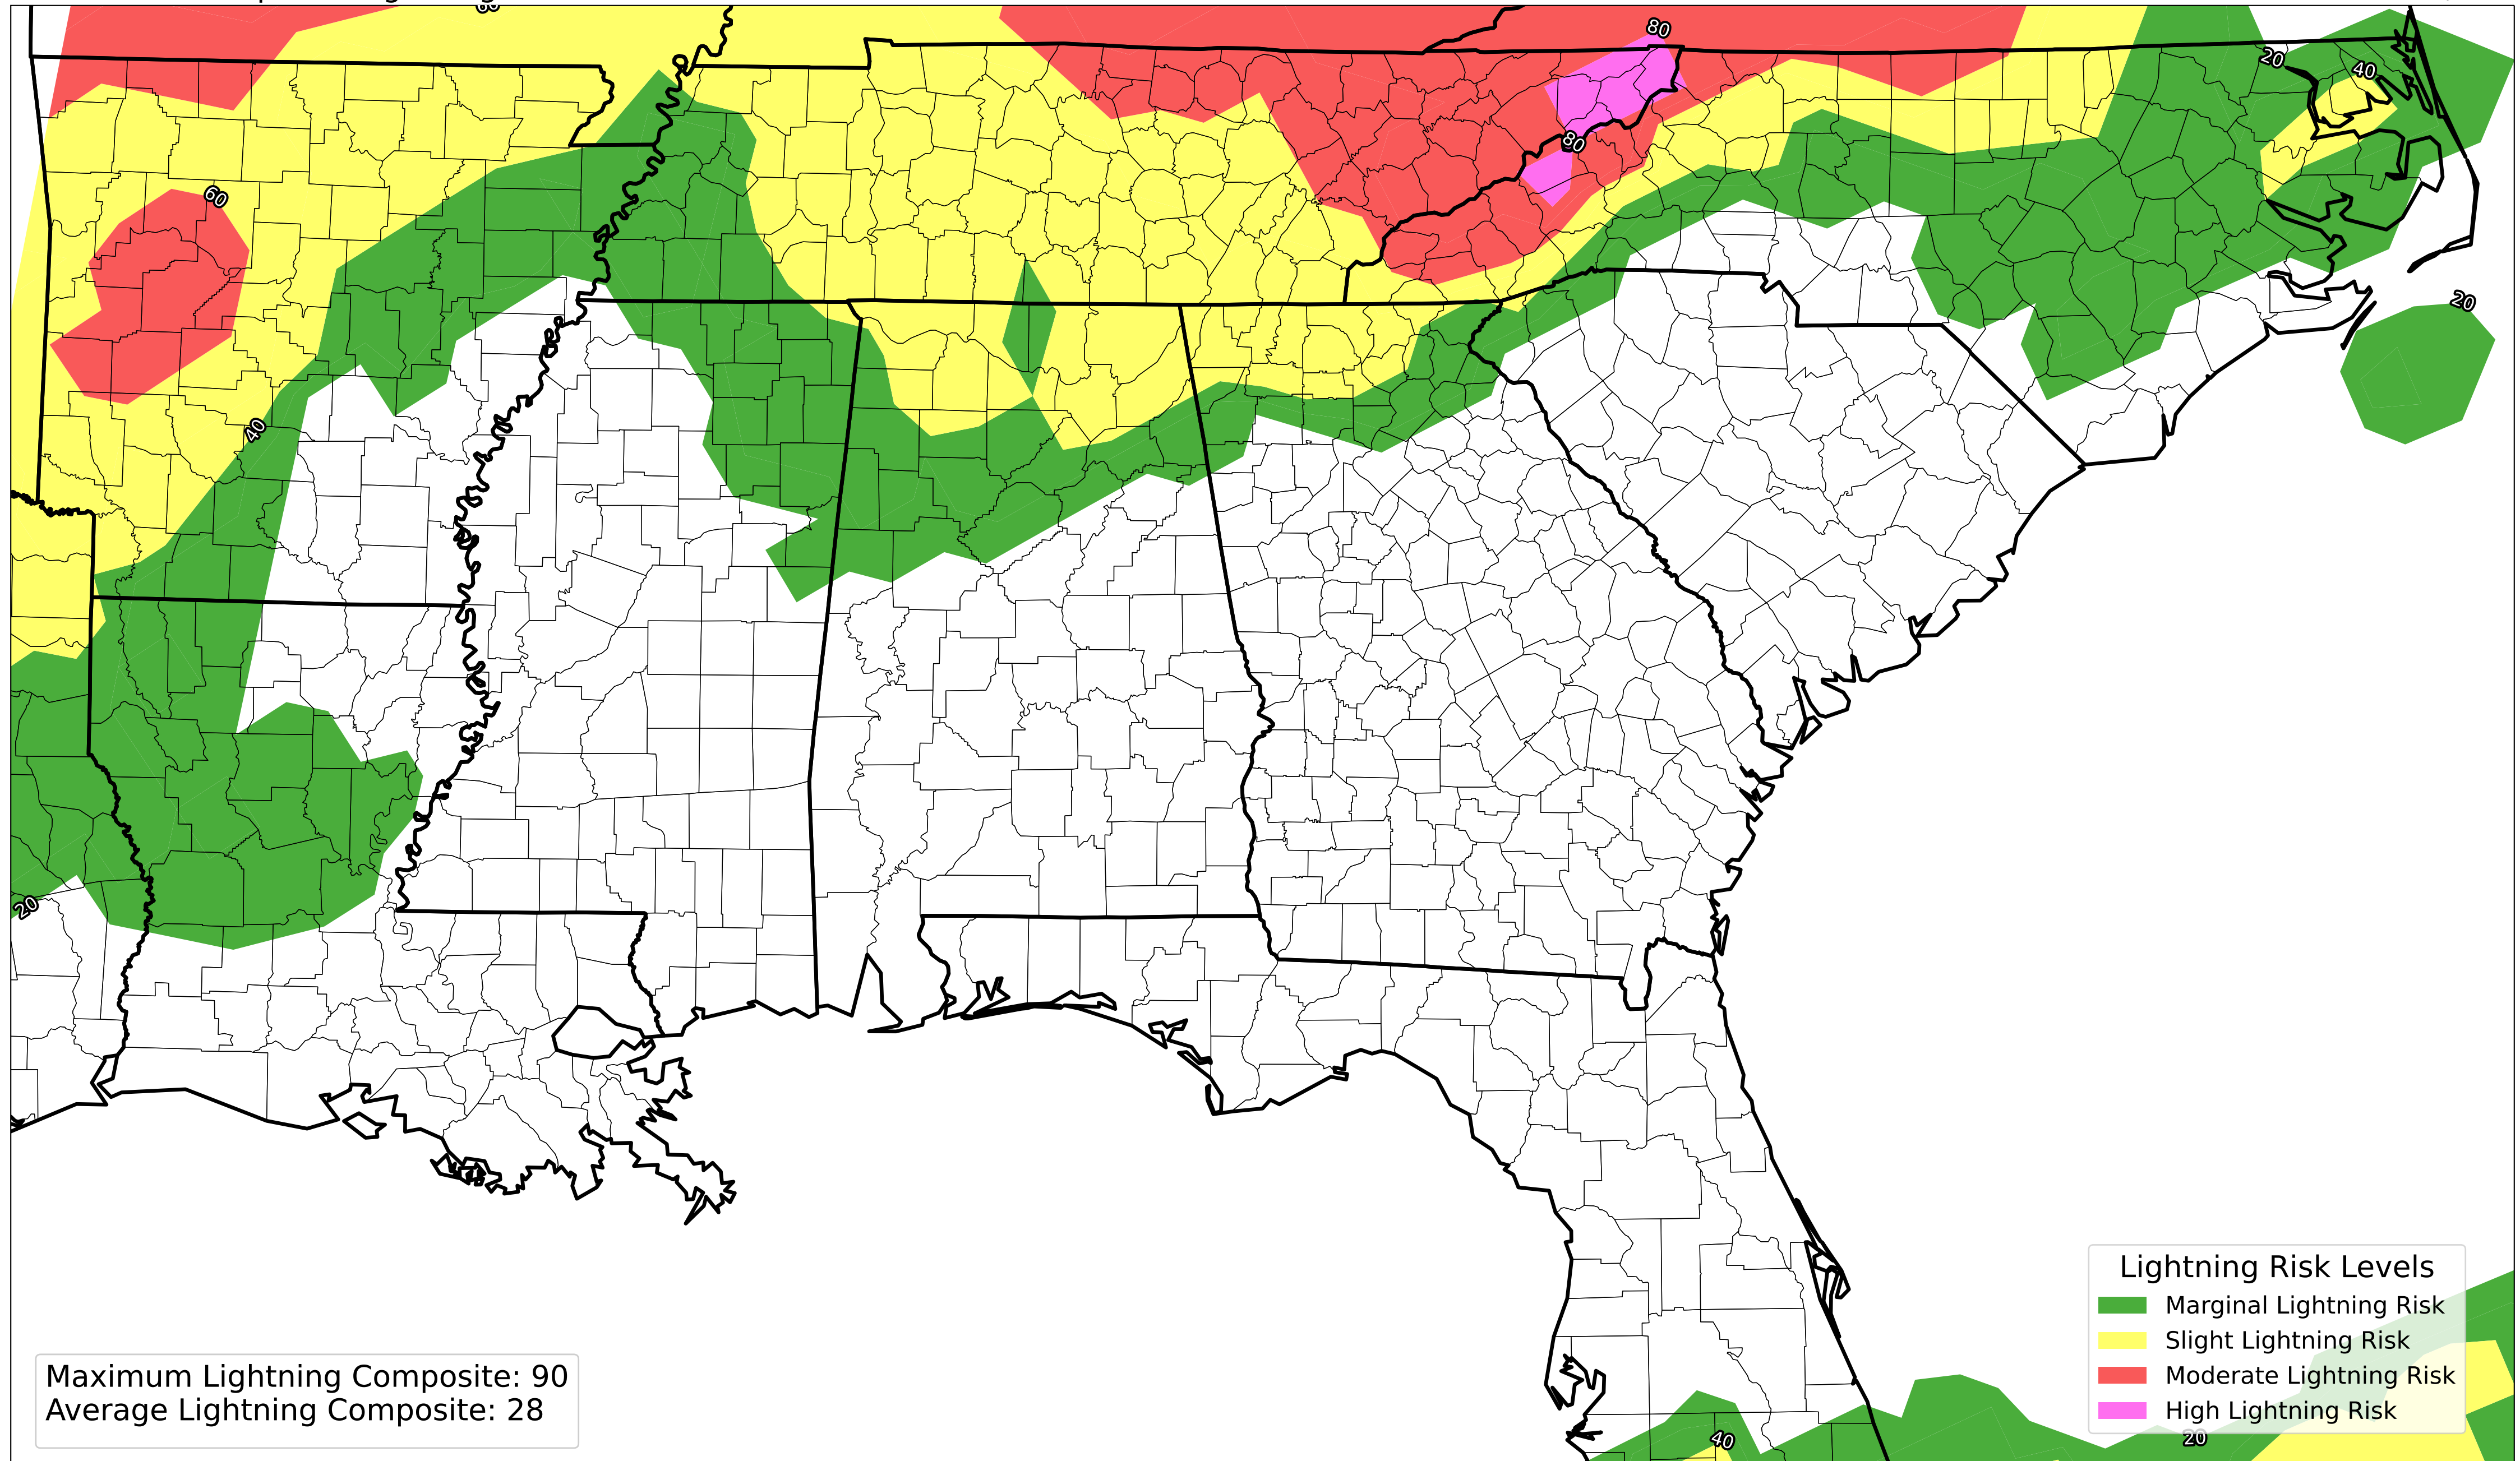 80
20
40
80
60
20
40
20
Lightning Risk Levels
Marginal Lightning Risk
Slight Lightning Risk
Moderate Lightning Risk
High Lightning Risk
Maximum Lightning Composite: 90
Average Lightning Composite: 28
40
20